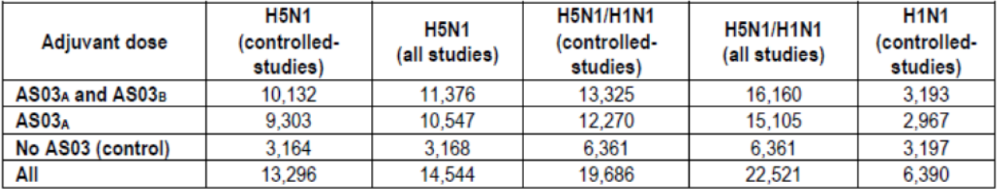 Adjuvant dose | H5N1 (controlled-studies) | H5N1 (all studies) | H5N1/H1N1 (controlled-studies) | H5N1/H1N1 (all studies) | H1N1 (controlled-studies)
AS03A and AS03B | 10,132 | 11,376 | 13,325 | 16,160 | 3,193
AS03A | 9,303 | 10,547 | 12,270 | 15,105 | 2,967
No AS03 (control) | 3,164 | 3,168 | 6,361 | 6,361 | 3,197
All | 13,296 | 14,544 | 19,686 | 22,521 | 6,390